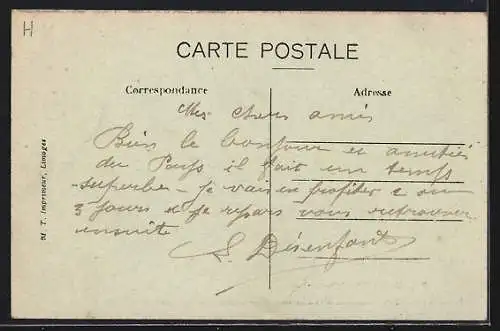 H
CARTE POSTALE
Correspondance
Adresse
M. T. Imprimeur, Limoges
Mes chers amis
Bien le bonjour et amitiés
du Pays il fait un temps
superbe - je vais en profiter 2 ou
3 jours et je repars vous retrouver
ensuite
L. Désenfants